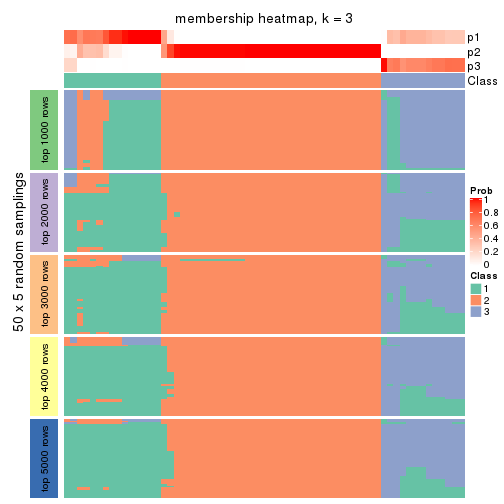 membership heatmap, k = 3
p1
p2
p3
Class
50 x 5 random samplings
top 1000 rows
top 2000 rows
top 3000 rows
top 4000 rows
top 5000 rows
Prob
1
0.8
0.6
0.4
0.2
0
Class
1
2
3